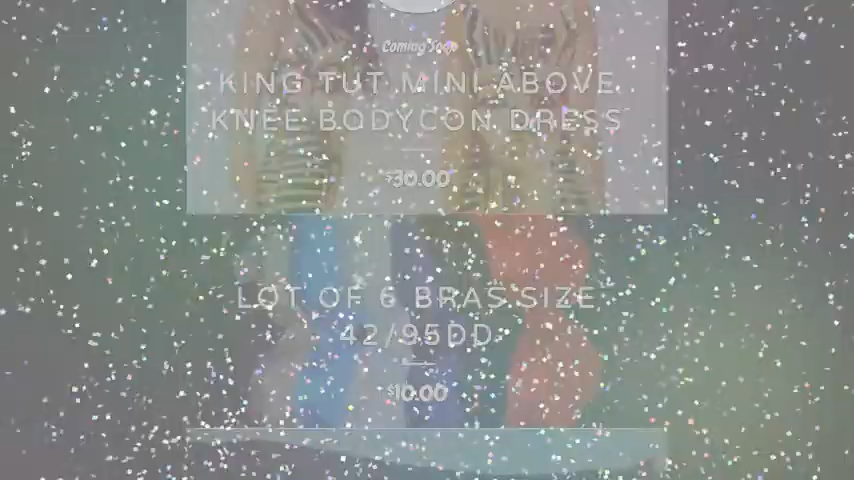 Coming Soon
KING TUT MINI ABOVE
KNEE BODYCON DRESS
$30.00
LOT OF 6 BRAS SIZE
42/95DD
$10.00